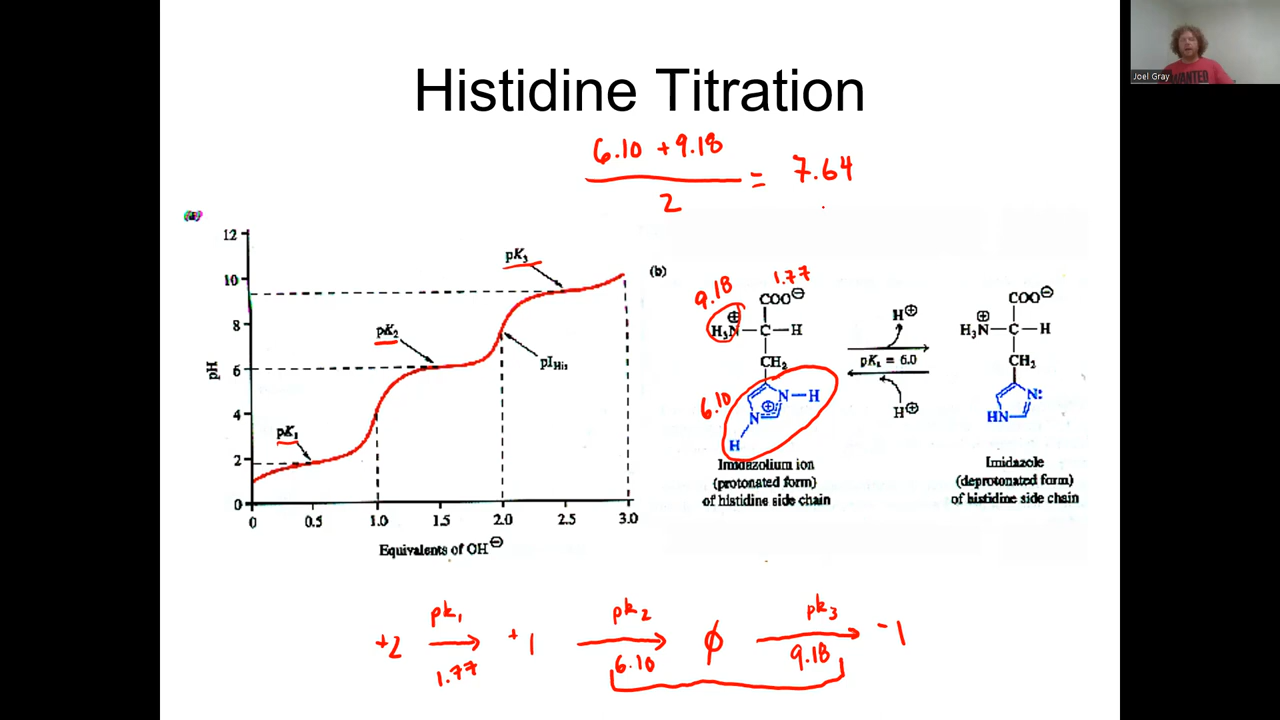 Joel Gray
WANTED
Histidine Titration
6.10 + 9.18
2
= 7.64
12
10
8
6
4
2
0
pH
pK₁
pK₂
pK₃
pI_His
0 0.5 1.0 1.5 2.0 2.5 3.0
Equivalents of OH⊖
(b)
9.18
1.77
COO⊖
⊕
H₃N—C—H
CH₂
6.10
N—H
⊕
N
H
Imidazolium ion
(protonated form)
of histidine side chain
H⊕
pK₁ = 6.0
H⊕
COO⊖
⊕
H₃N—C—H
CH₂
N:
HN
Imidazole
(deprotonated form)
of histidine side chain
pk₁ pk₂ pk₃
+2 → +1 → ϕ → -1
1.77 6.10 9.18